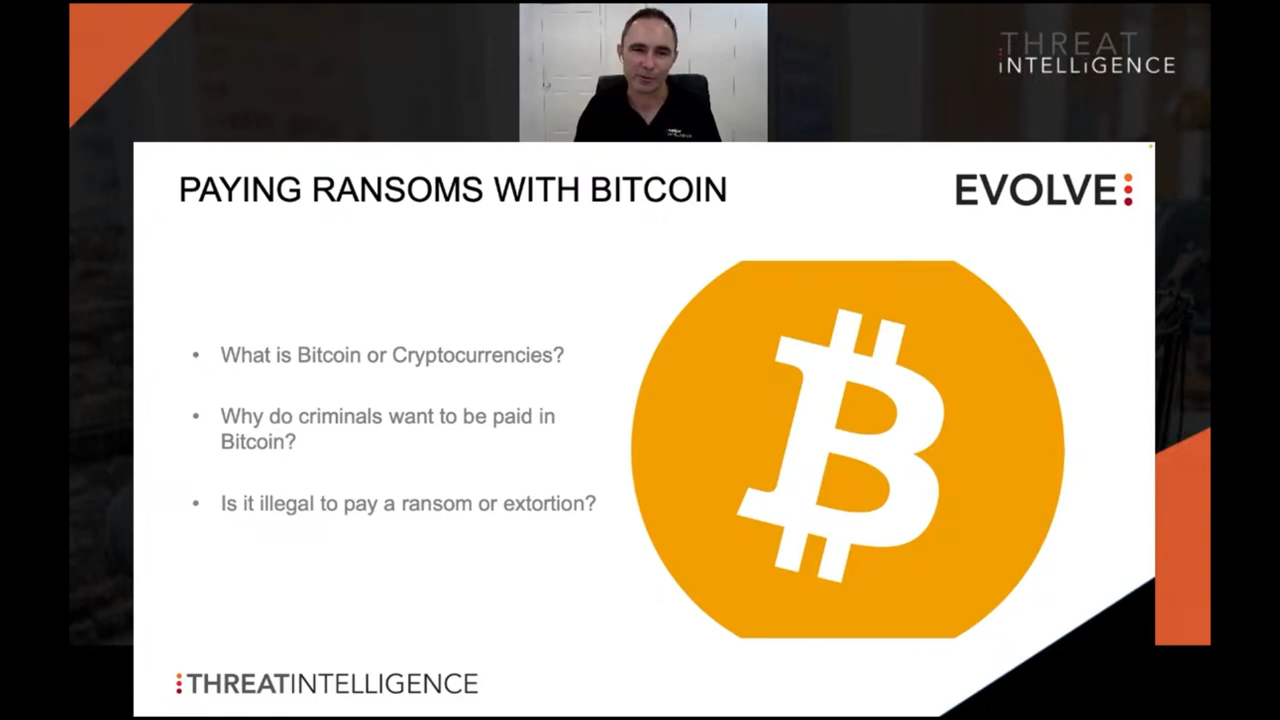 THREAT
iNTELLiGENCE
PAYING RANSOMS WITH BITCOIN
EVOLVE
• What is Bitcoin or Cryptocurrencies?
• Why do criminals want to be paid in
Bitcoin?
• Is it illegal to pay a ransom or extortion?
THREATINTELLIGENCE